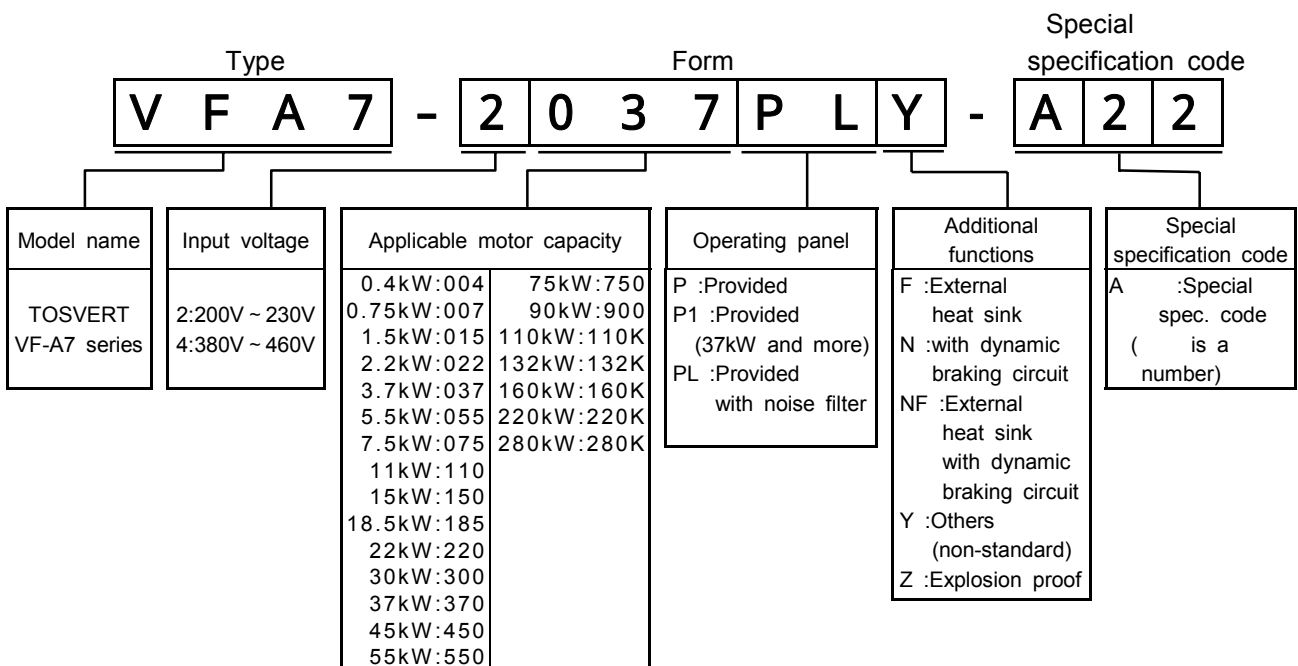 Special
Type Form specification code
V F A 7 - 2 0 3 7 P L Y - A 2 2
Model name
TOSVERT
VF-A7 series
Input voltage
2:200V ~ 230V
4:380V ~ 460V
Applicable motor capacity
0.4kW:004
0.75kW:007
1.5kW:015
2.2kW:022
3.7kW:037
5.5kW:055
7.5kW:075
11kW:110
15kW:150
18.5kW:185
22kW:220
30kW:300
37kW:370
45kW:450
55kW:550
75kW:750
90kW:900
110kW:110K
132kW:132K
160kW:160K
220kW:220K
280kW:280K
Operating panel
P :Provided
P1 :Provided
(37kW and more)
PL :Provided
with noise filter
Additional
functions
F :External
heat sink
N :with dynamic
braking circuit
NF :External
heat sink
with dynamic
braking circuit
Y :Others
(non-standard)
Z :Explosion proof
Special
specification code
A :Special
spec. code
( is a
number)